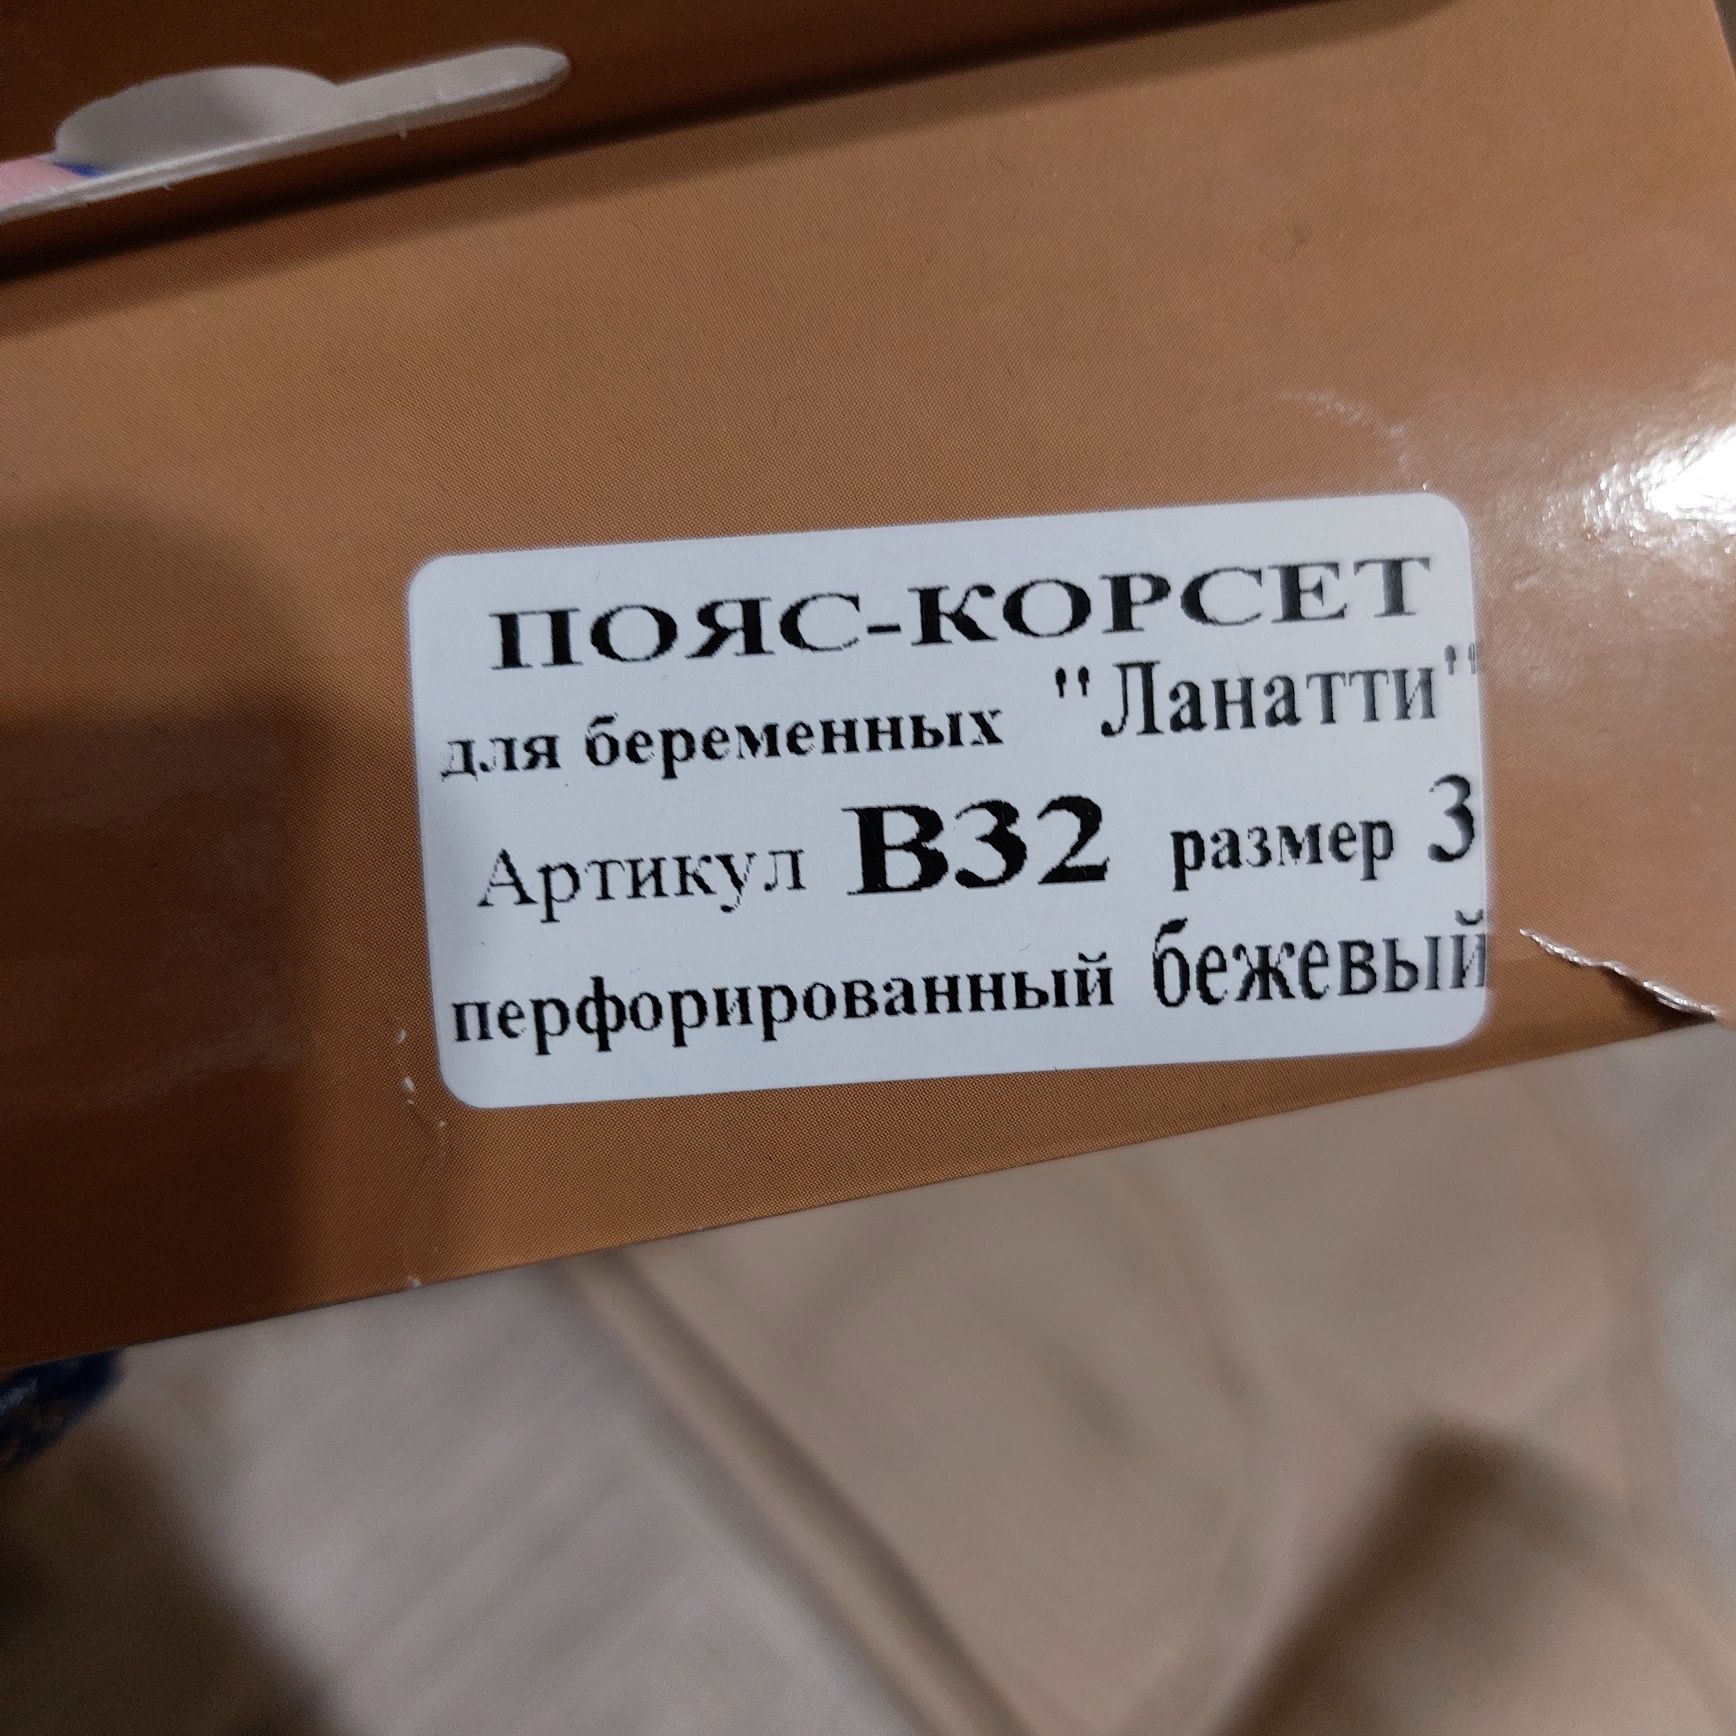 ПОЯС-КОРСЕТ
для беременных "Ланатти"
Артикул В32 размер 3
перфорированный бежевый